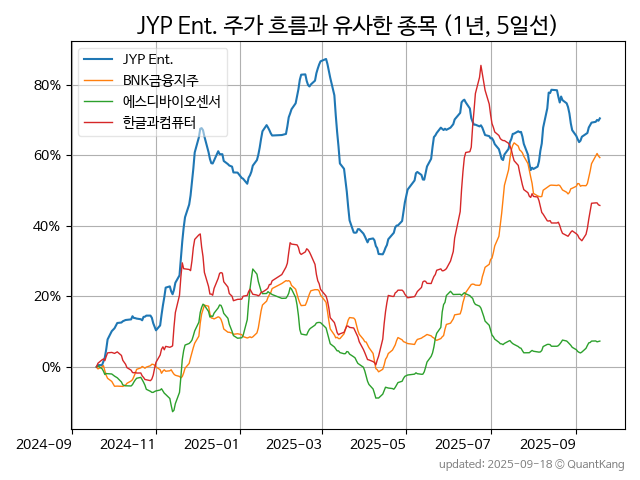 JYP Ent. 주가 흐름과 유사한 종목 (1년, 5일선)
JYP Ent.
BNK금융지주
에스디바이오센서
한글과컴퓨터
80%
60%
40%
20%
0%
2024-09 2024-11 2025-01 2025-03 2025-05 2025-07 2025-09
updated: 2025-09-18 © QuantKang